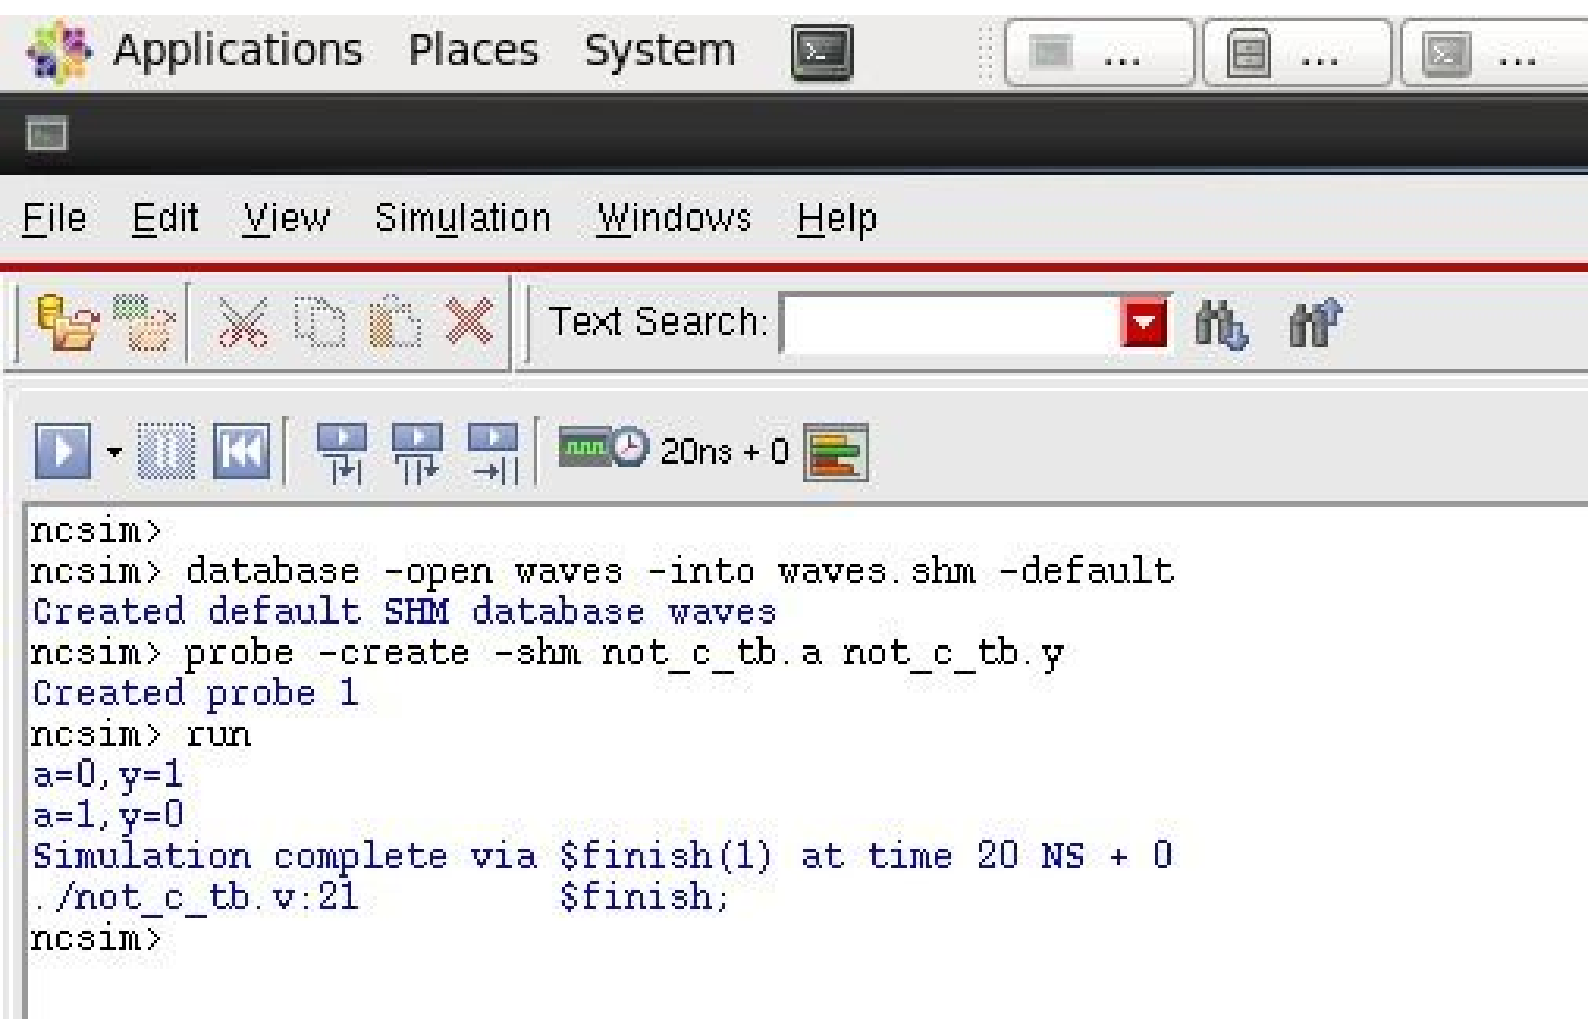 Applications Places System ... ... ...
File Edit View Simulation Windows Help
Text Search:
20ns + 0
ncsim>
ncsim> database -open waves -into waves.shm -default
Created default SHM database waves
ncsim> probe -create -shm not_c_tb.a not_c_tb.y
Created probe 1
ncsim> run
a=0,y=1
a=1,y=0
Simulation complete via $finish(1) at time 20 NS + 0
./not_c_tb.v:21 $finish;
ncsim>